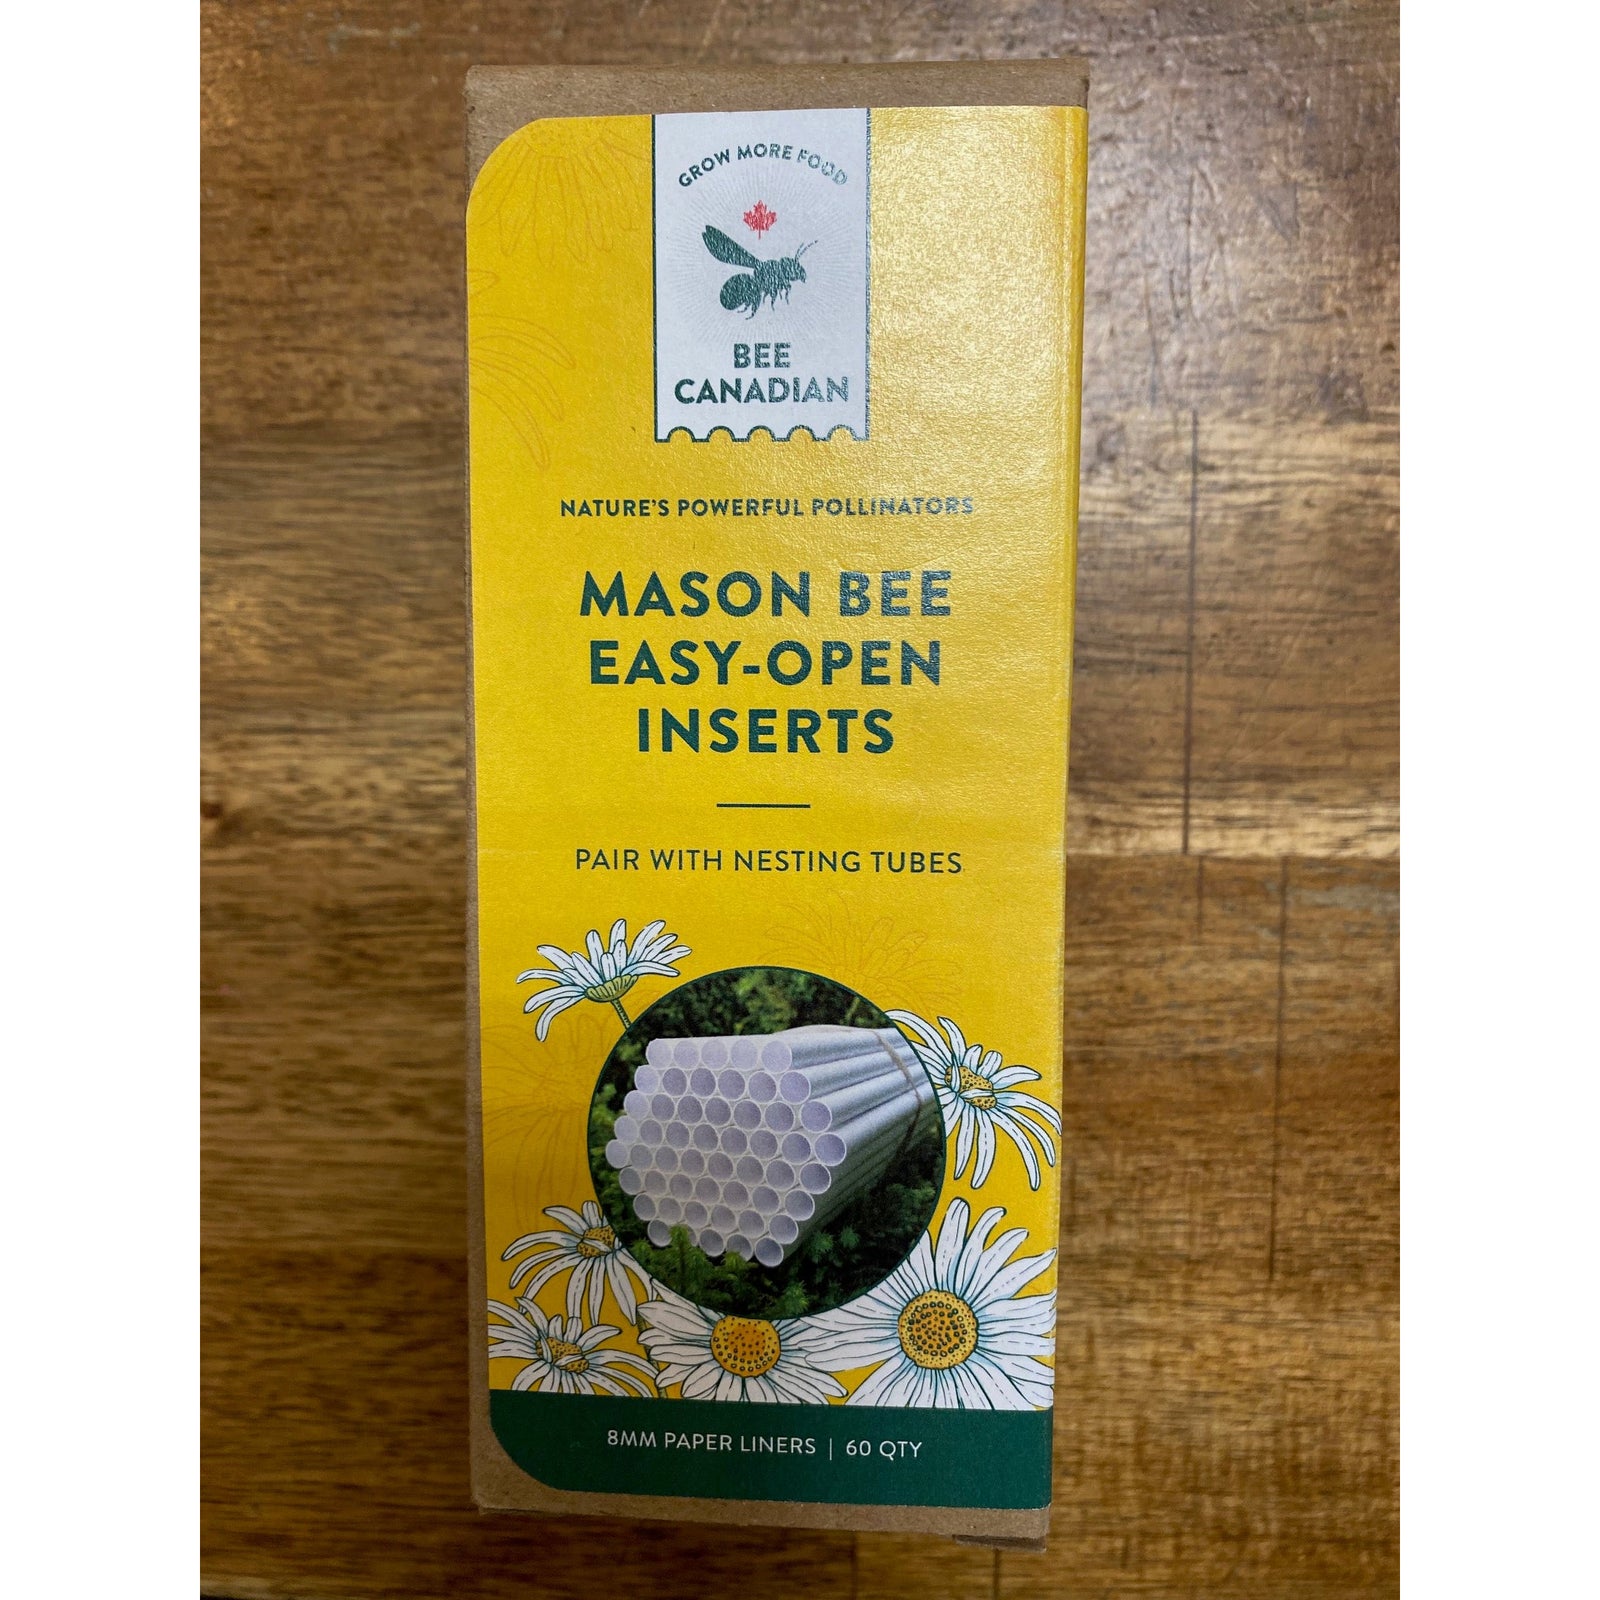 GROW MORE FOOD
BEE
CANADIAN
NATURE'S POWERFUL POLLINATORS
MASON BEE
EASY-OPEN
INSERTS
PAIR WITH NESTING TUBES
8MM PAPER LINERS | 60 QTY